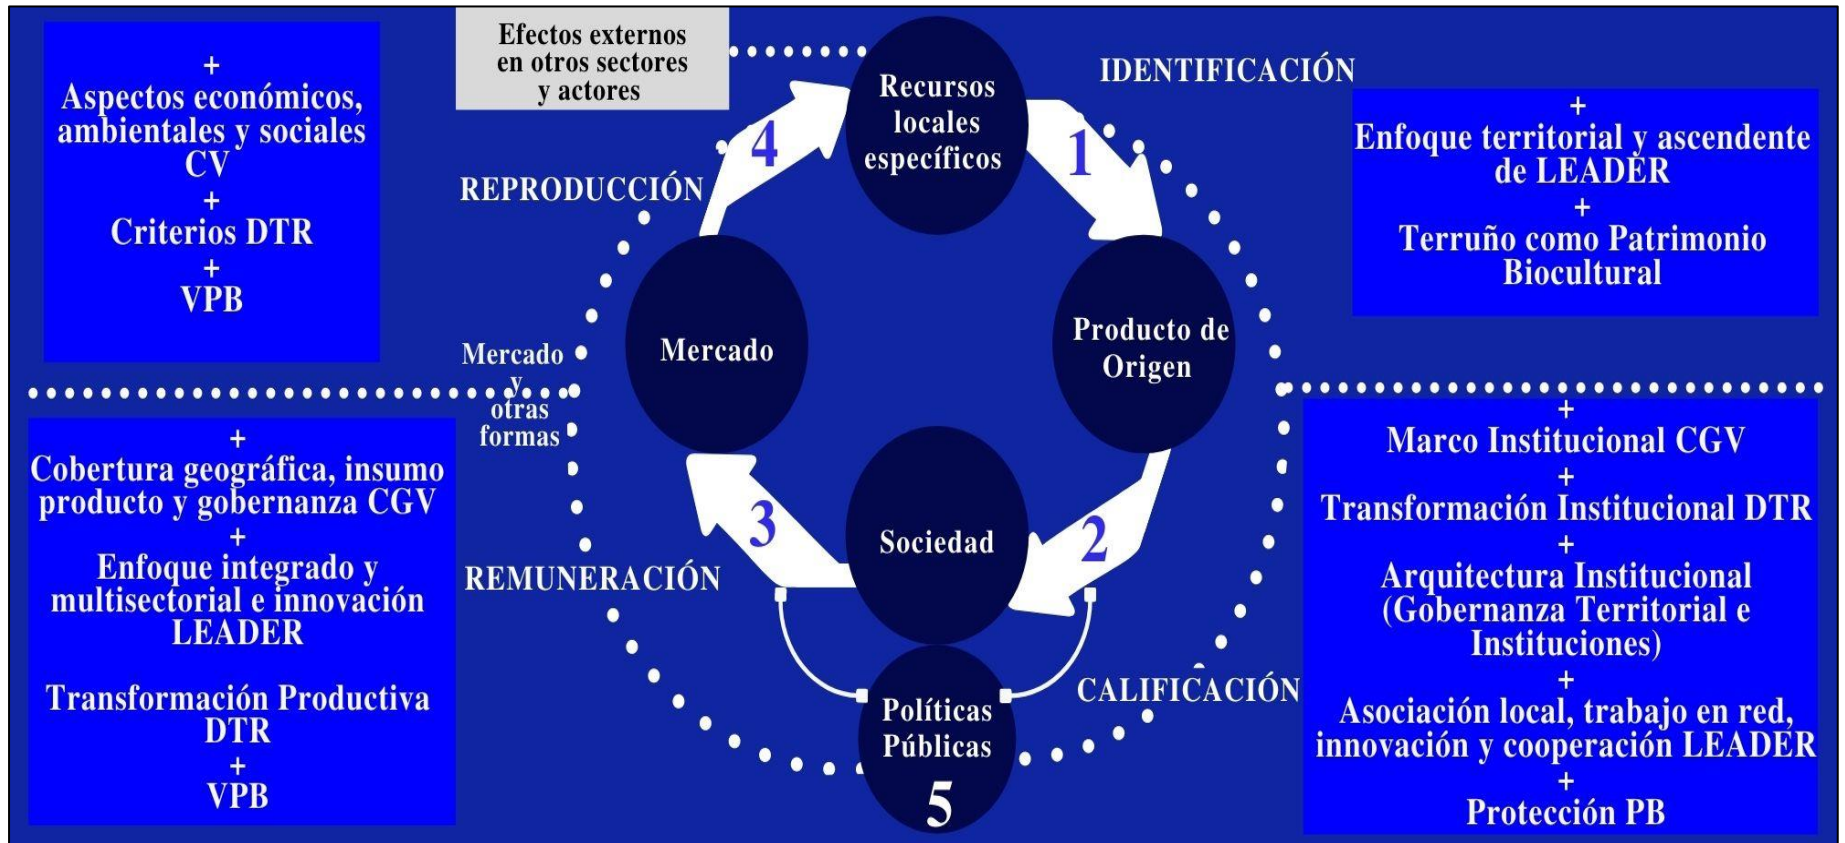 +
Aspectos económicos,
ambientales y sociales
CV
+
Criterios DTR
+
VPB
Efectos externos
en otros sectores
y actores
Recursos
locales
específicos
IDENTIFICACIÓN
+
Enfoque territorial y ascendente
de LEADER
+
Terruño como Patrimonio
Biocultural
4
1
REPRODUCCIÓN
Mercado
Producto de
Origen
Mercado
y
otras
formas
+
Cobertura geográfica, insumo
producto y gobernanza CGV
+
Enfoque integrado y
multisectorial e innovación
LEADER
Transformación Productiva
DTR
+
VPB
3
Sociedad
2
REMUNERACIÓN
CALIFICACIÓN
Políticas
Públicas
5
+
Marco Institucional CGV
+
Transformación Institucional DTR
+
Arquitectura Institucional
(Gobernanza Territorial e
Instituciones)
+
Asociación local, trabajo en red,
innovación y cooperación LEADER
+
Protección PB